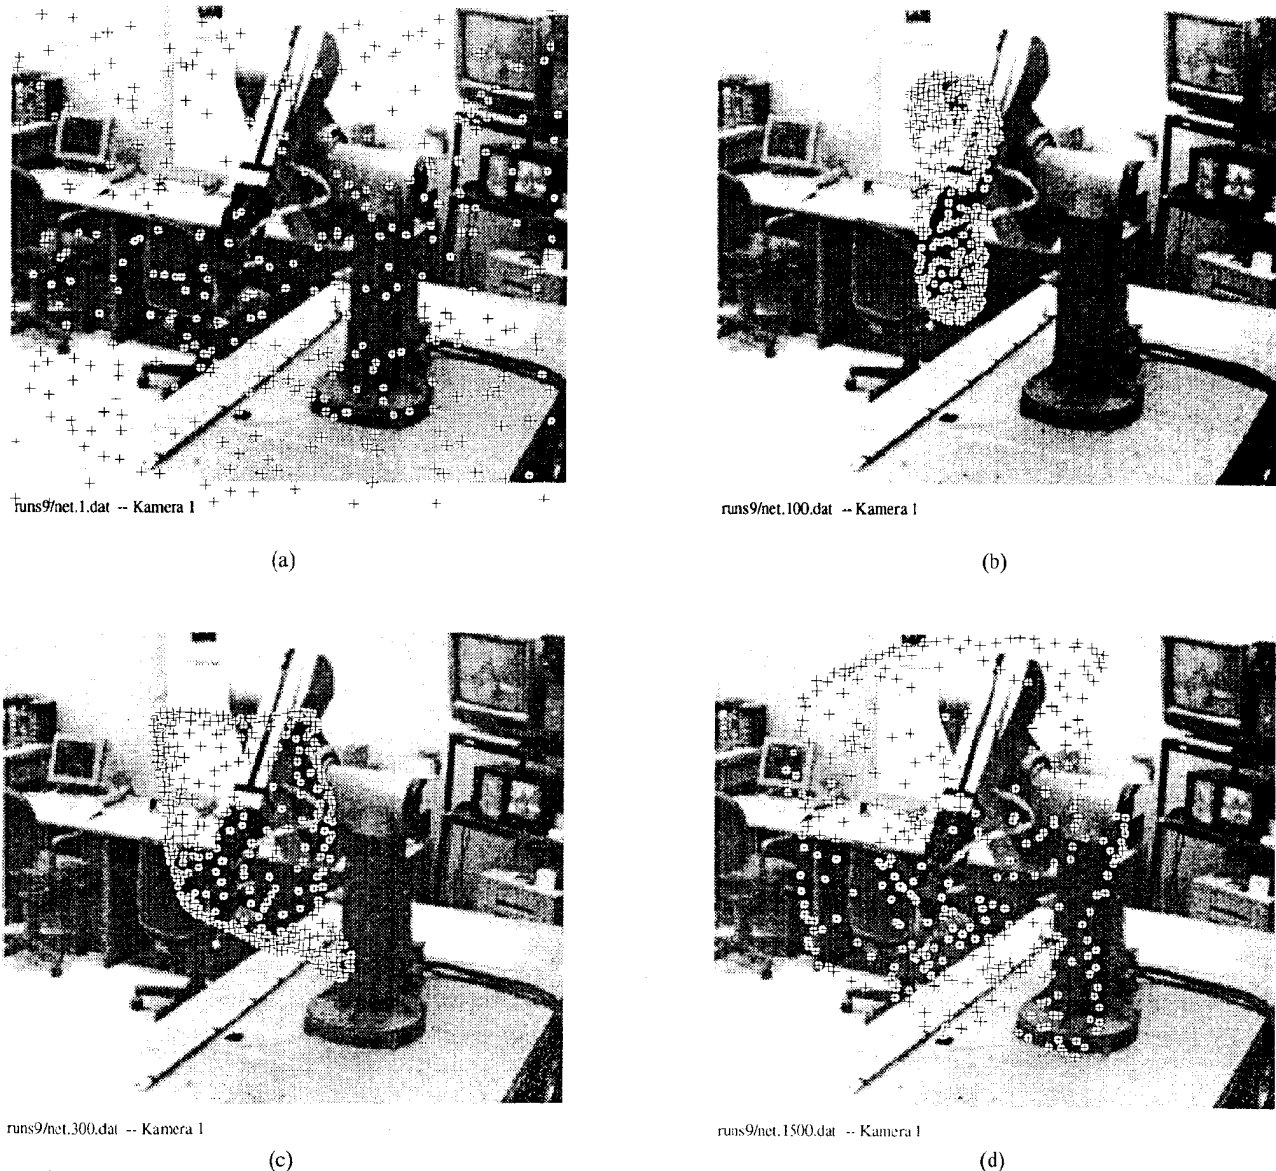 runs9/net.1.dat -- Kamera 1
(a)
runs9/net.100.dat -- Kamera 1
(b)
runs9/net.300.dat -- Kamera 1
(c)
runs9/net.1500.dat -- Kamera 1
(d)